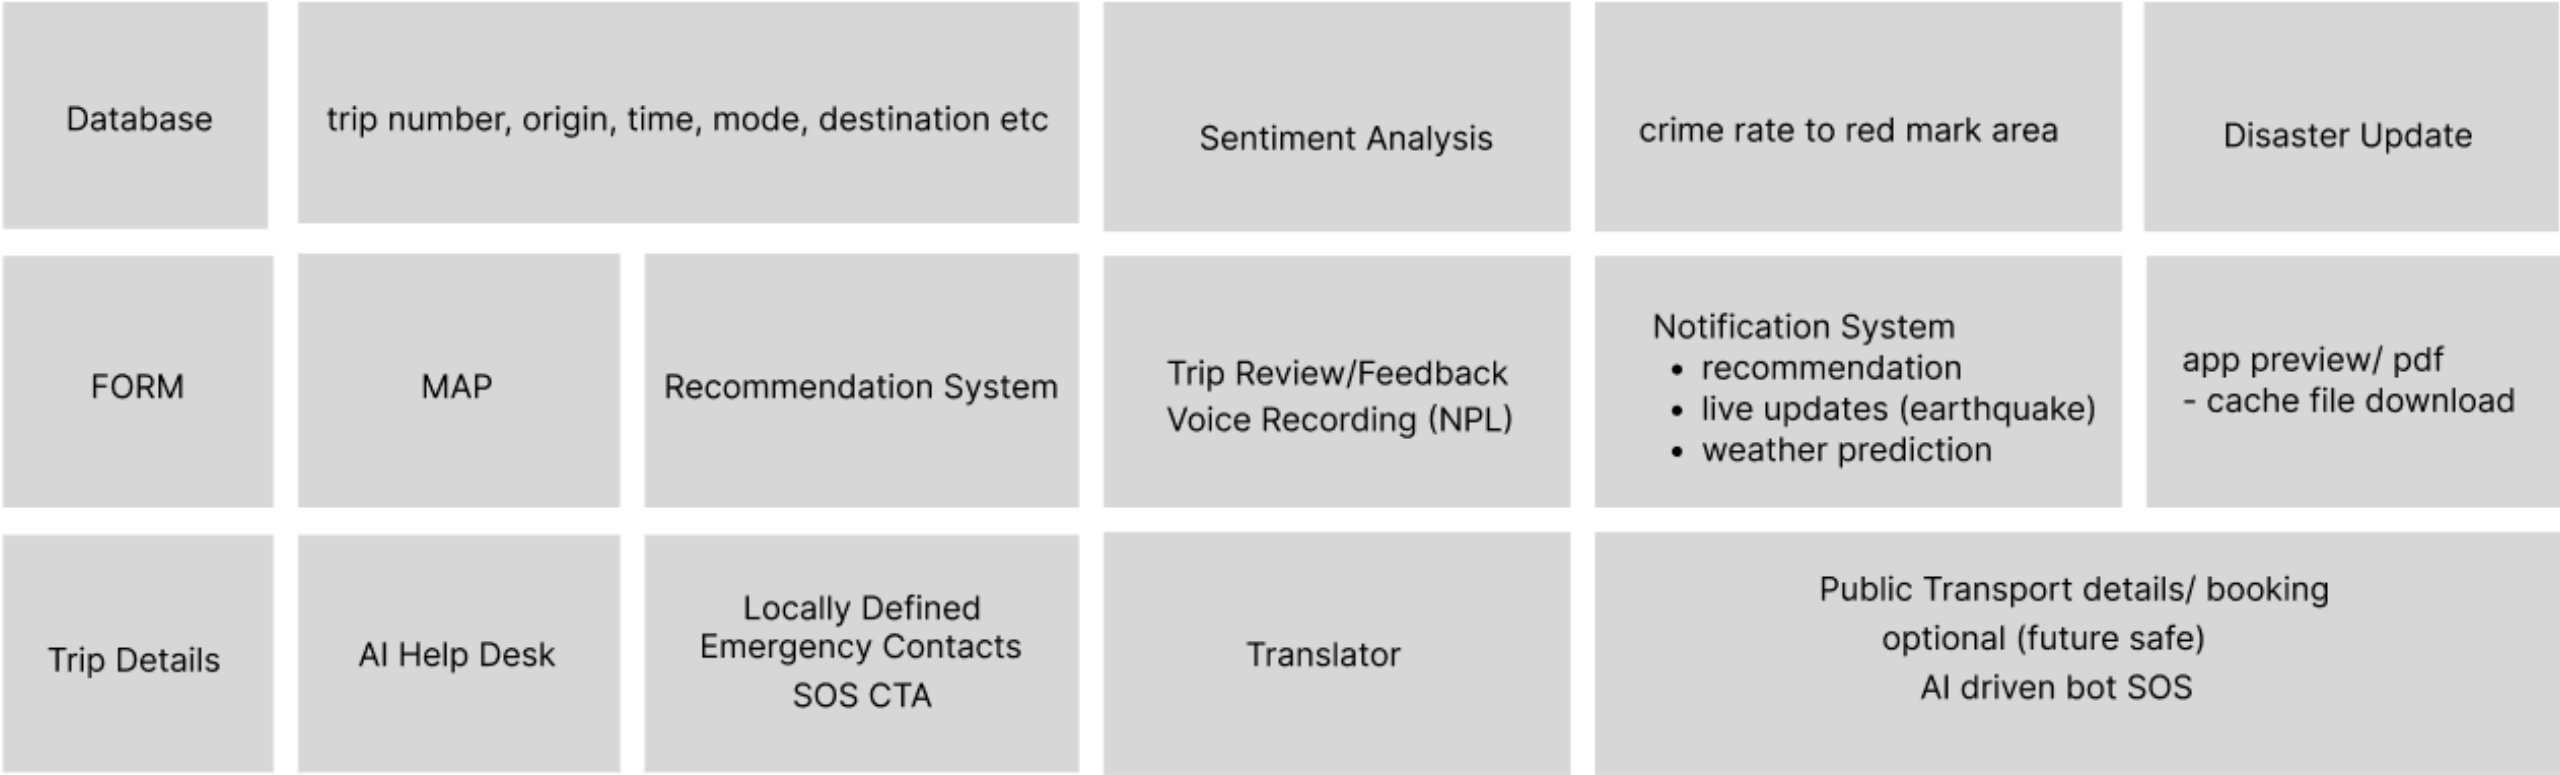 Database
trip number, origin, time, mode, destination etc
Sentiment Analysis
crime rate to red mark area
Disaster Update
FORM
MAP
Recommendation System
Trip Review/Feedback
Voice Recording (NPL)
Notification System
• recommendation
• live updates (earthquake)
• weather prediction
app preview/ pdf
- cache file download
Trip Details
AI Help Desk
Locally Defined
Emergency Contacts
SOS CTA
Translator
Public Transport details/ booking
optional (future safe)
AI driven bot SOS